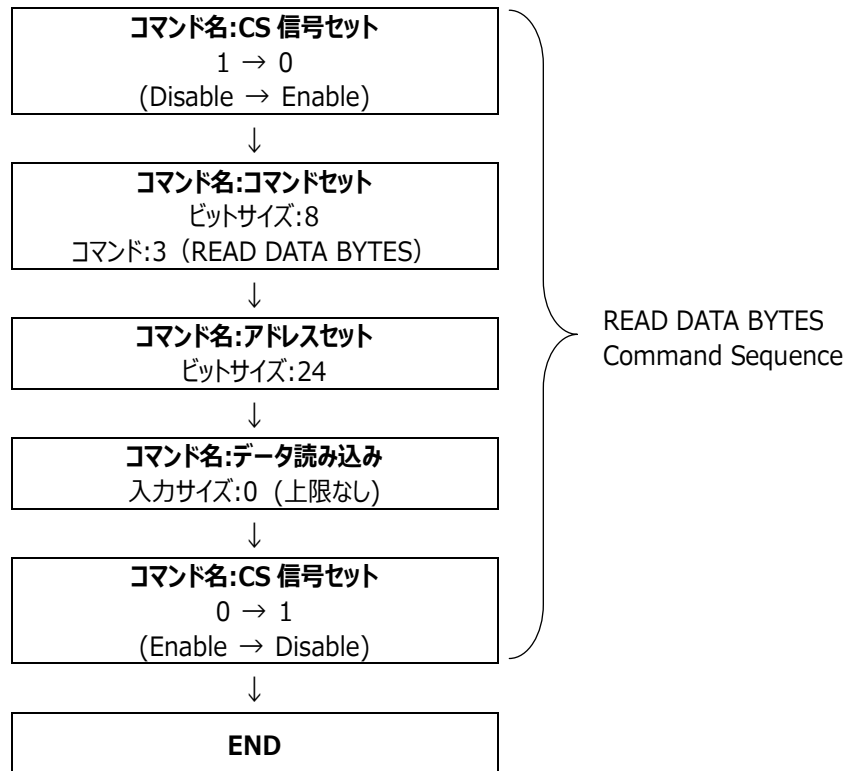 コマンド名:CS 信号セット
1 → 0
(Disable → Enable)
↓
コマンド名:コマンドセット
ビットサイズ:8
コマンド:3（READ DATA BYTES）
↓
コマンド名:アドレスセット
ビットサイズ:24
↓
コマンド名:データ読み込み
入力サイズ:0 (上限なし)
↓
コマンド名:CS 信号セット
0 → 1
(Enable → Disable)
↓
END
READ DATA BYTES
Command Sequence